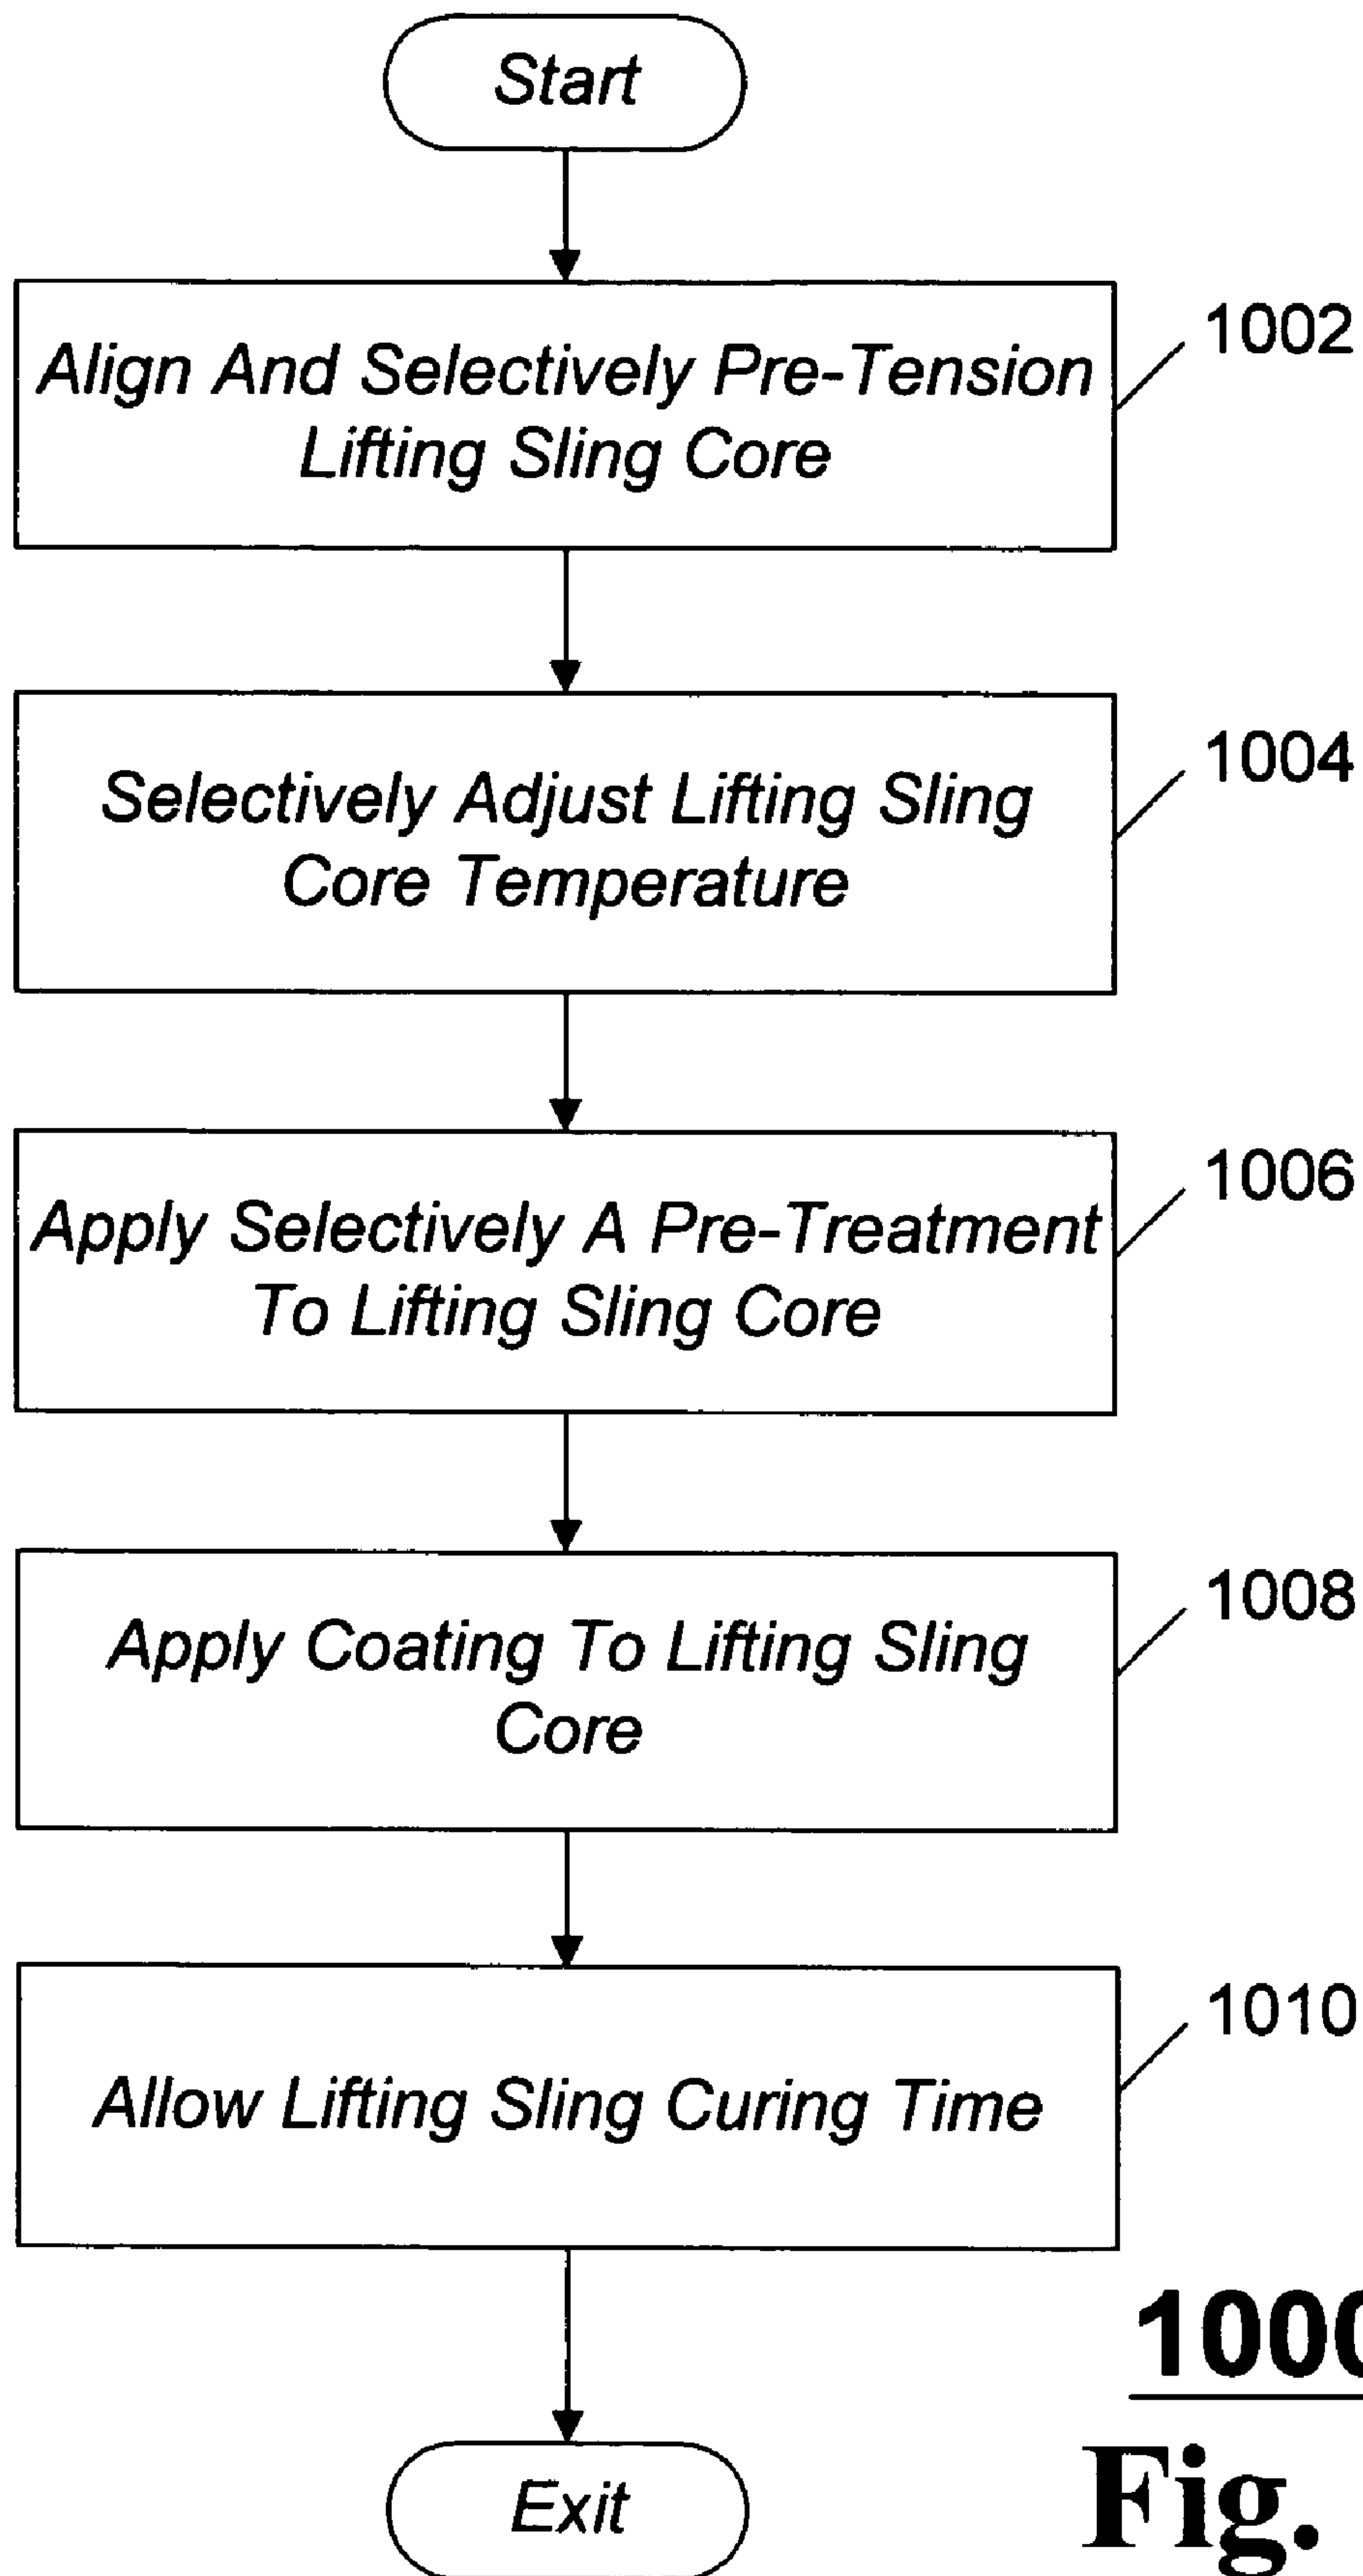 Start
Align And Selectively Pre-Tension
Lifting Sling Core
1002
Selectively Adjust Lifting Sling
Core Temperature
1004
Apply Selectively A Pre-Treatment
To Lifting Sling Core
1006
Apply Coating To Lifting Sling
Core
1008
Allow Lifting Sling Curing Time
1010
Exit
1000
Fig.